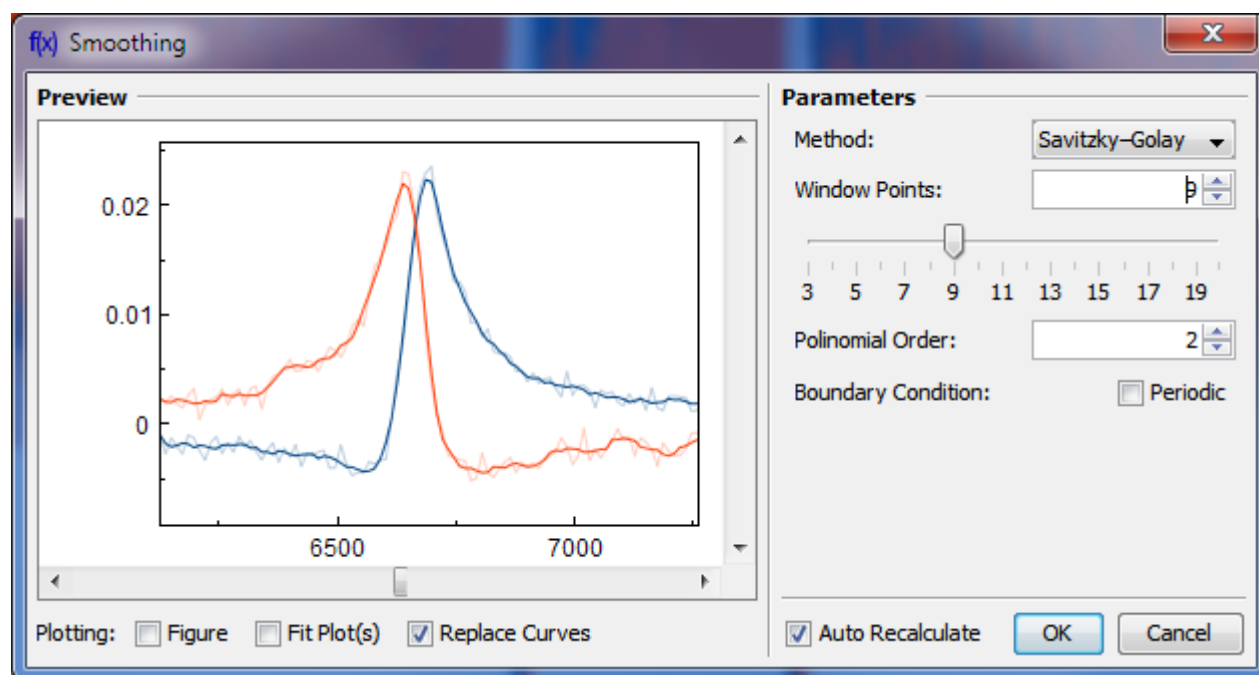 f(x) Smoothing
Preview
0.02
0.01
0
6500 7000
Plotting: Figure Fit Plot(s) Replace Curves
Parameters
Method: Savitzky–Golay
Window Points: 9
3 5 7 9 11 13 15 17 19
Polinomial Order: 2
Boundary Condition: Periodic
Auto Recalculate OK Cancel